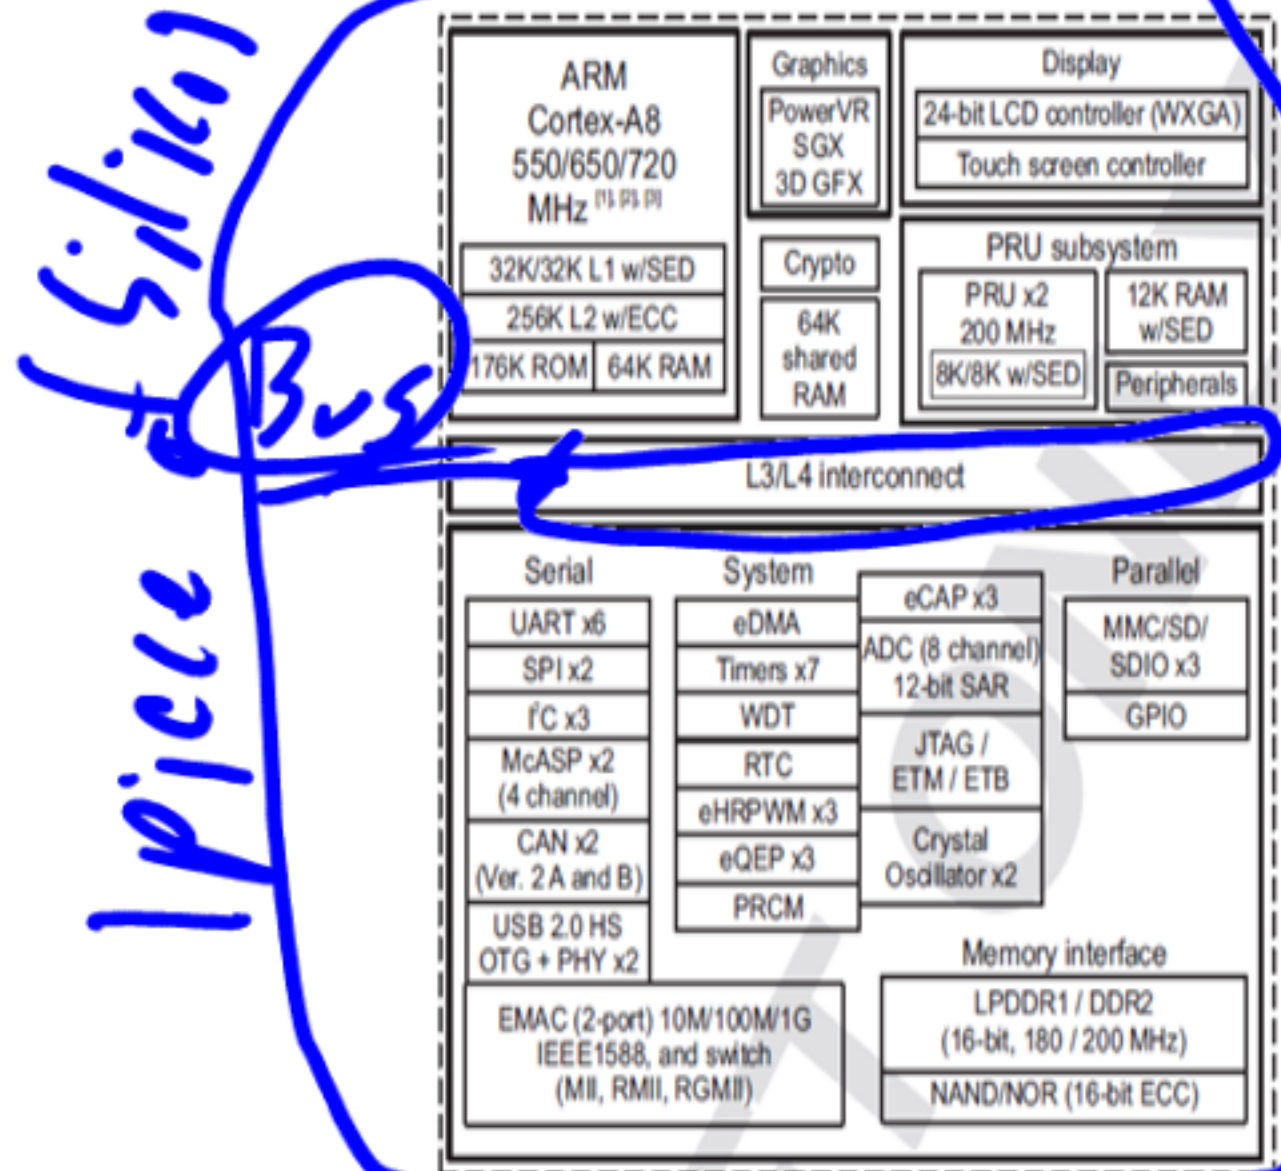 1 piece of Silikon
Bus
ARM
Cortex-A8
550/650/720
MHz [1], [2], [3]
32K/32K L1 w/SED
256K L2 w/ECC
176K ROM 64K RAM
Graphics
PowerVR
SGX
3D GFX
Crypto
64K
shared
RAM
Display
24-bit LCD controller (WXGA)
Touch screen controller
PRU subsystem
PRU x2
200 MHz
8K/8K w/SED
12K RAM
w/SED
Peripherals
L3/L4 interconnect
Serial
UART x6
SPI x2
I²C x3
McASP x2
(4 channel)
CAN x2
(Ver. 2 A and B)
USB 2.0 HS
OTG + PHY x2
EMAC (2-port) 10M/100M/1G
IEEE1588, and switch
(MII, RMII, RGMII)
System
eDMA
Timers x7
WDT
RTC
eHRPWM x3
eQEP x3
PRCM
eCAP x3
ADC (8 channel)
12-bit SAR
JTAG /
ETM / ETB
Crystal
Oscillator x2
Parallel
MMC/SD/
SDIO x3
GPIO
Memory interface
LPDDR1 / DDR2
(16-bit, 180 / 200 MHz)
NAND/NOR (16-bit ECC)